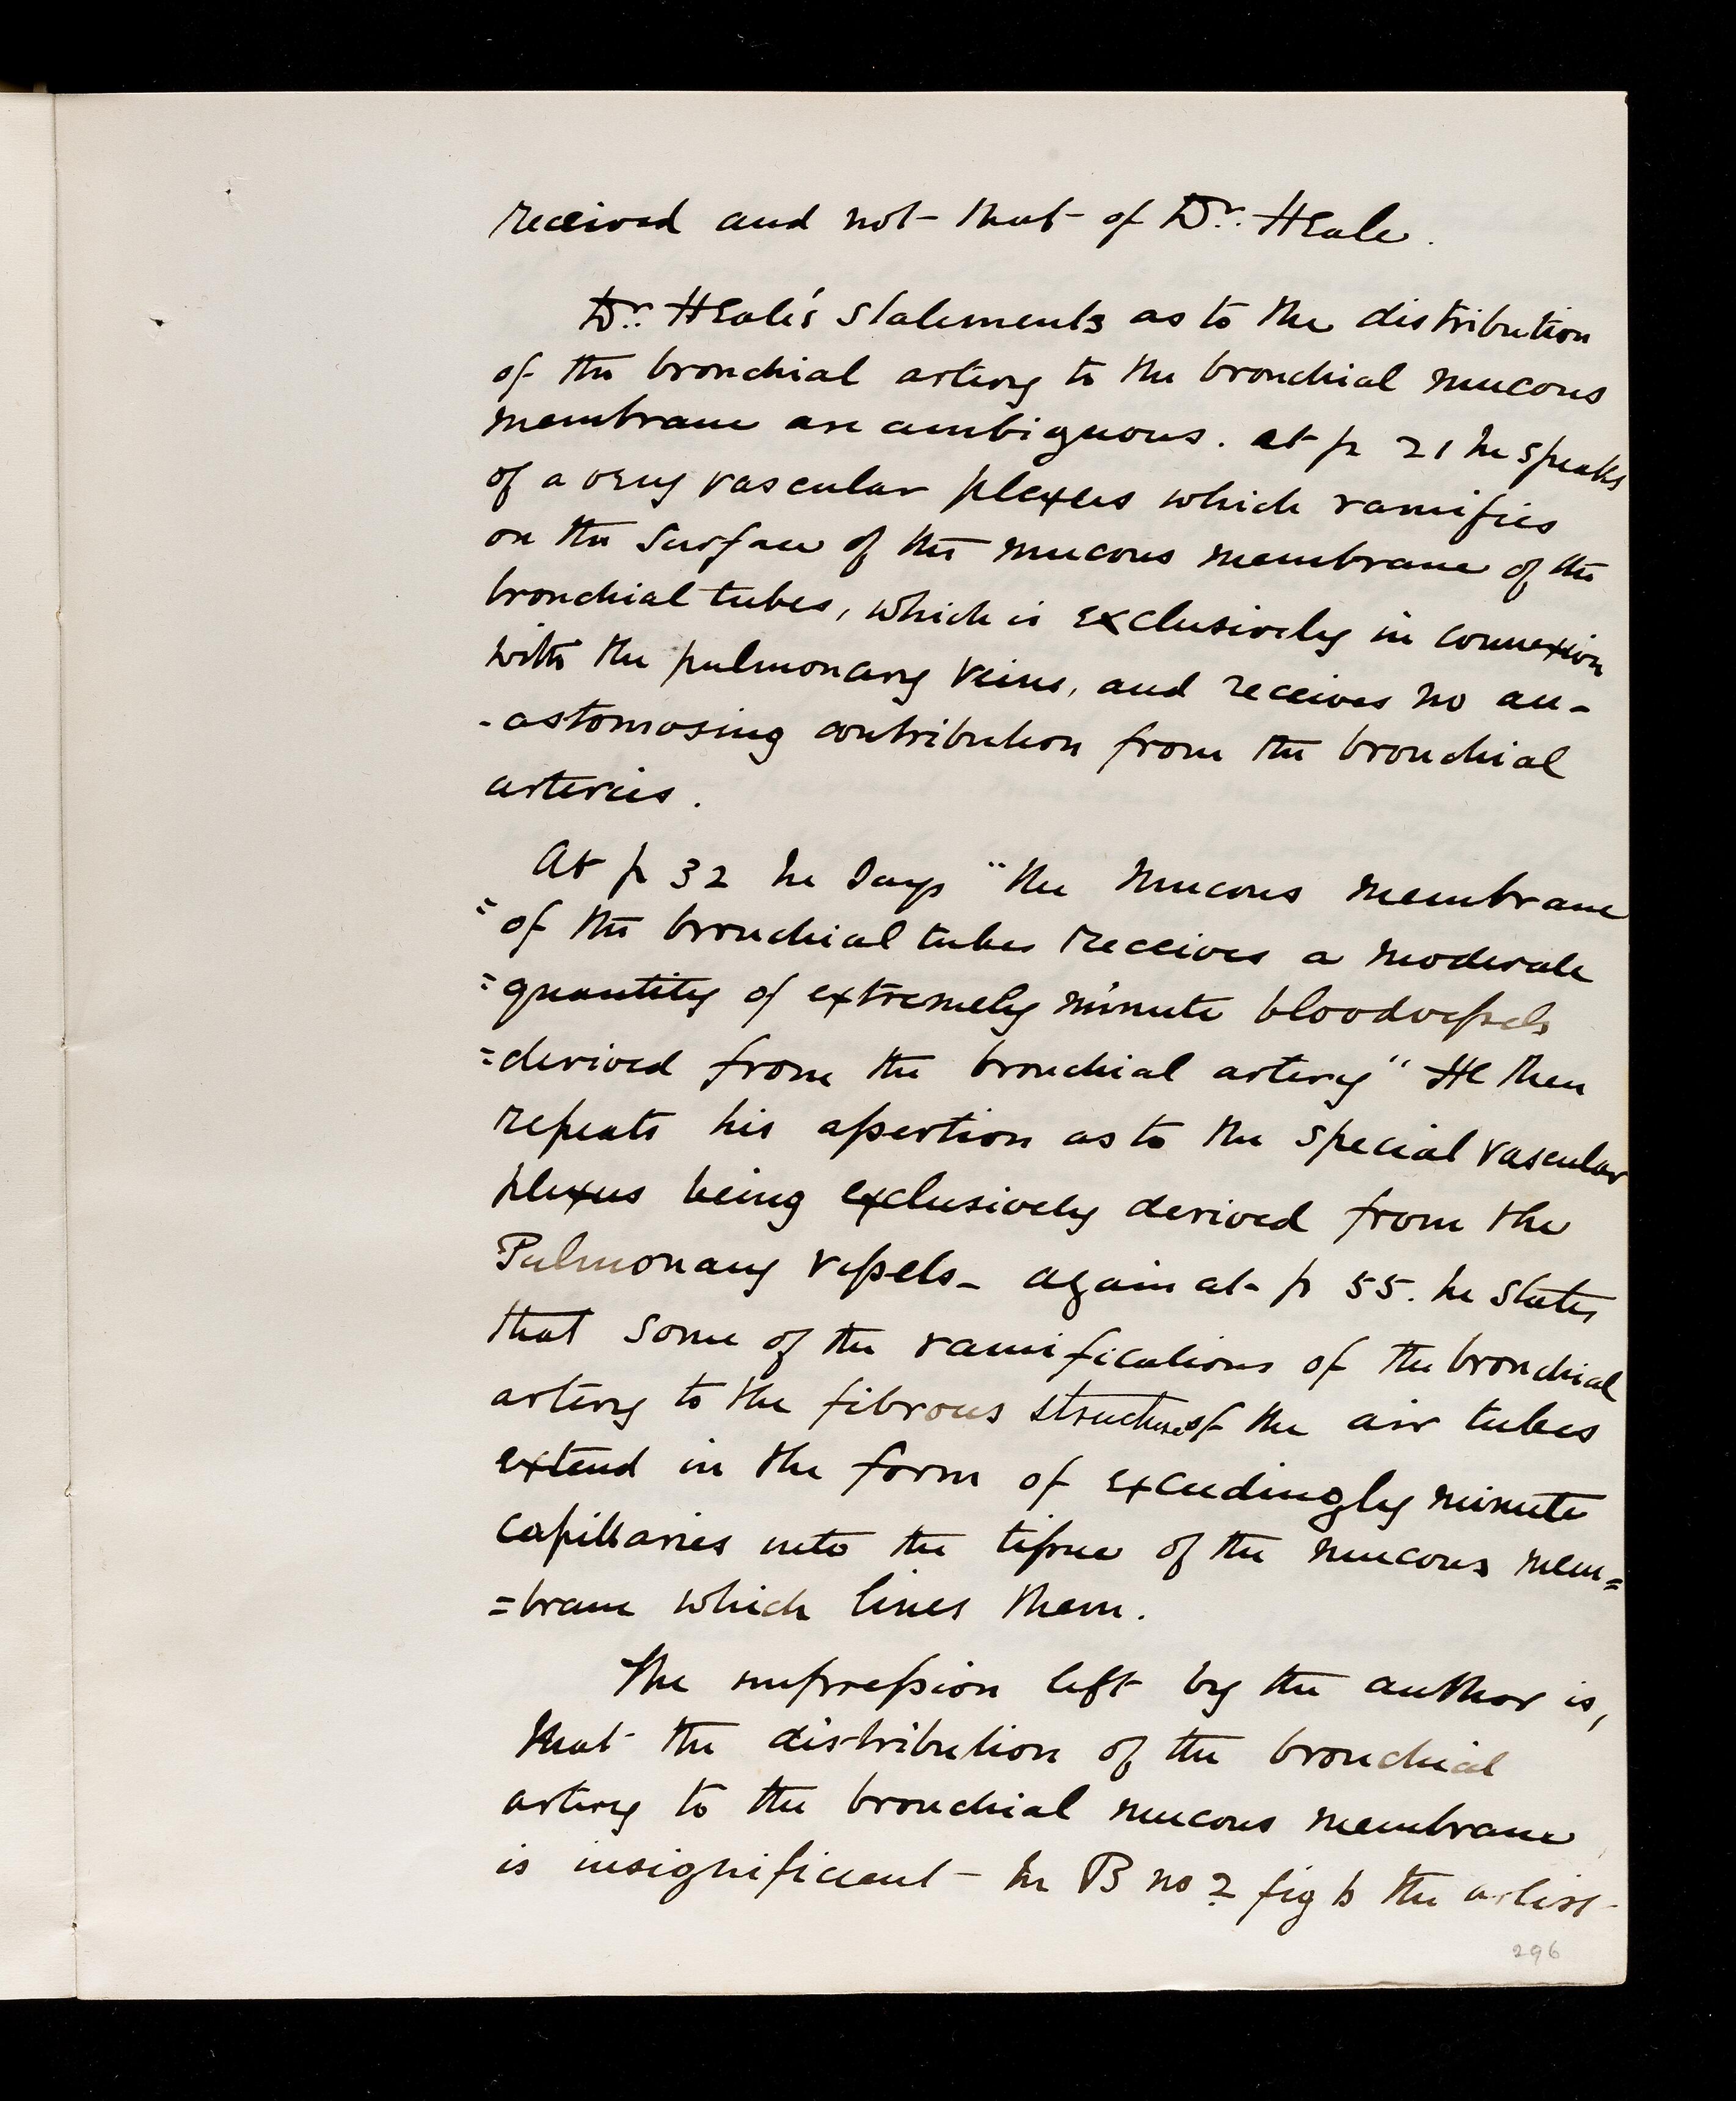 received and not that of Dr. Heale.
Dr. Heale's statements as to the distribution
of the bronchial artery to the bronchial mucous
membrane are ambiguous. at p 21 he speaks
of a very vascular plexus which ramifies
on the surface of the mucous membrane of the
bronchial tubes, which is exclusively in connexion
with the pulmonary veins, and receives no an-
-astomosing contribution from the bronchial
arteries.
At p 32 he says "the mucous membrane
"of the bronchial tubes receives a moderate
"quantity of extremely minute bloodvessels
"derived from the bronchial artery" He then
repeats his assertion as to the special vascular
plexus being exclusively derived from the
Pulmonary vessels - again at p 55. he states
that some of the ramifications of the bronchial
artery to the fibrous structure of the air tubes
extend in the form of exceedingly minute
capillaries into the tissue of the mucous mem=
=brane which lines them.
The impression left by the author is,
that the distribution of the bronchial
artery to the bronchial mucous membrane
is insignificant - In B no 2 fig b the artist
296